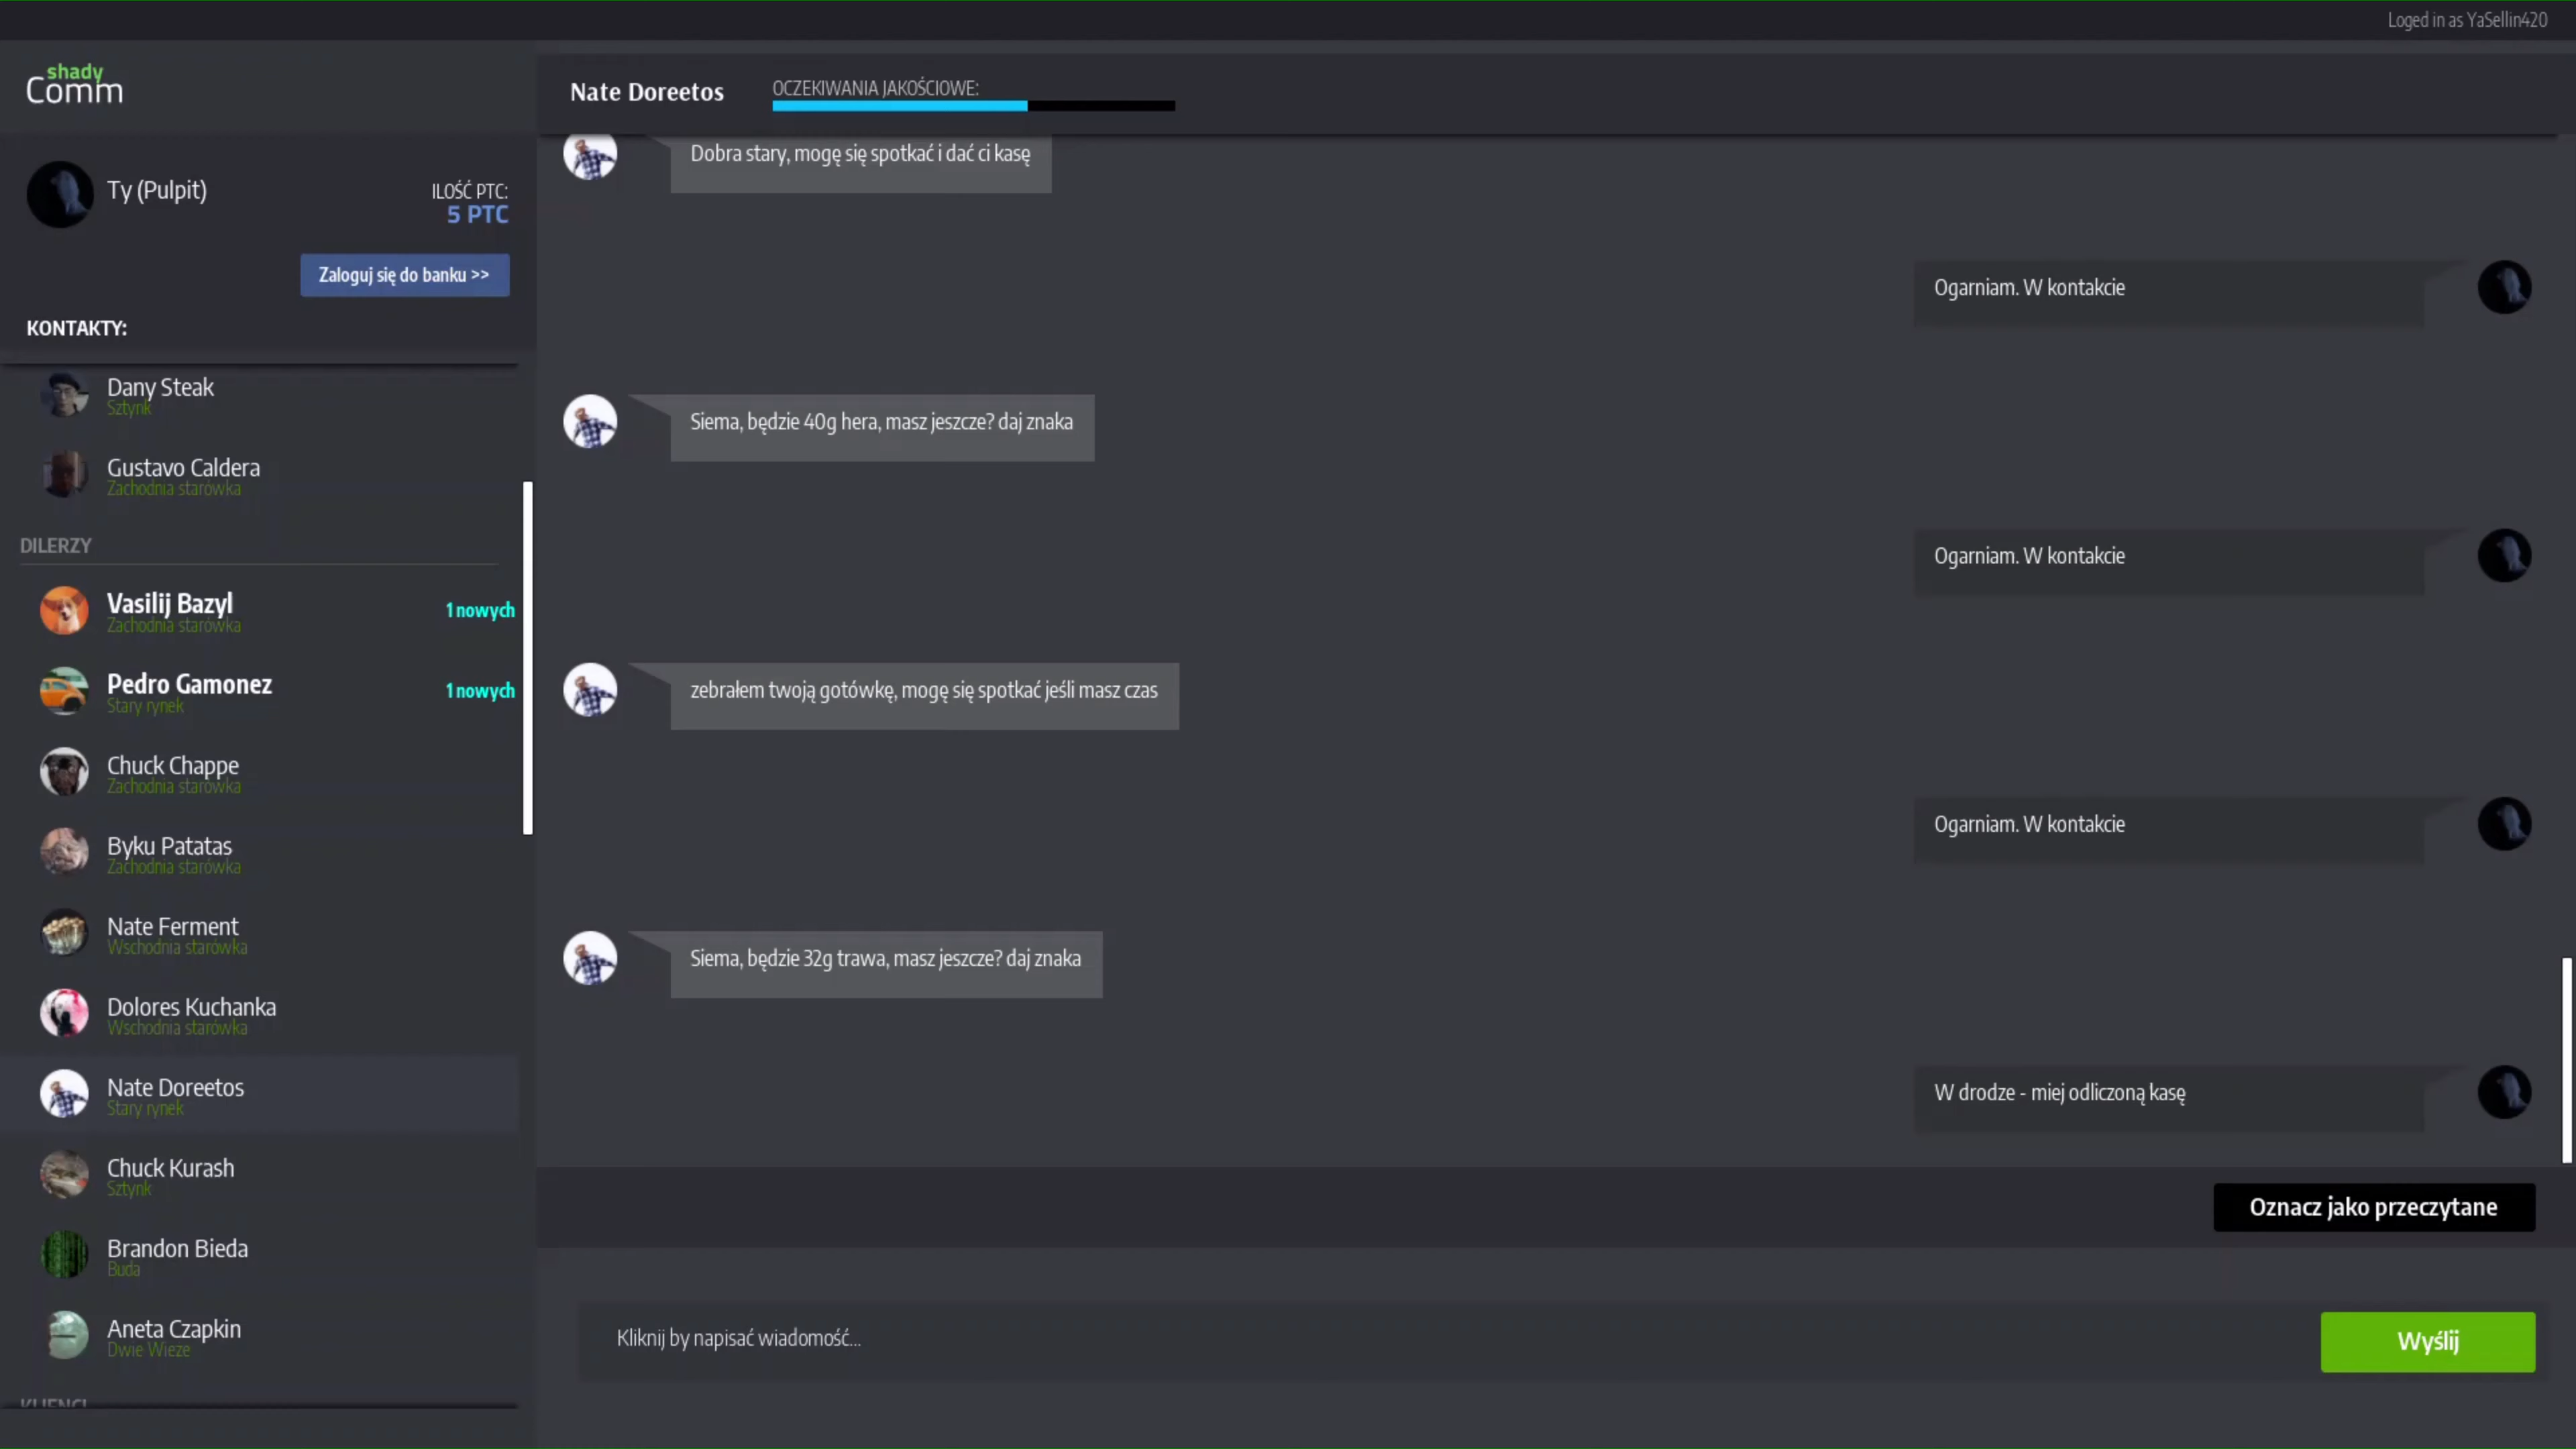 Loged in as YaSellin420
shady
Comm
Ty (Pulpit)
ILOŚĆ PTC:
5 PTC
Zaloguj się do banku >>
KONTAKTY:
Dany Steak
Sztynk
Gustavo Caldera
Zachodnia starówka
DILERZY
Vasilij Bazyl
1 nowych
Zachodnia starówka
Pedro Gamonez
1 nowych
Stary rynek
Chuck Chappe
Zachodnia starówka
Byku Patatas
Zachodnia starówka
Nate Ferment
Wschodnia starówka
Dolores Kuchanka
Wschodnia starówka
Nate Doreetos
Stary rynek
Chuck Kurash
Sztynk
Brandon Bieda
Buda
Aneta Czapkin
Dwie Wieze
KLIENCI
Nate Doreetos
OCZEKIWANIA JAKOŚCIOWE:
Dobra stary, mogę się spotkać i dać ci kasę
Ogarniam. W kontakcie
Siema, będzie 40g hera, masz jeszcze? daj znaka
Ogarniam. W kontakcie
zebrałem twoją gotówkę, mogę się spotkać jeśli masz czas
Ogarniam. W kontakcie
Siema, będzie 32g trawa, masz jeszcze? daj znaka
W drodze - miej odliczoną kasę
Oznacz jako przeczytane
Kliknij by napisać wiadomość...
Wyślij